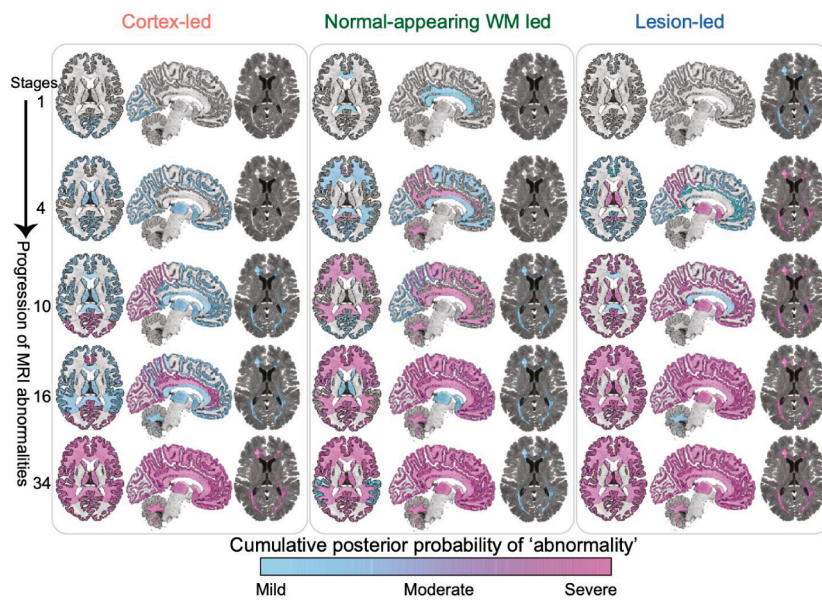 Cortex-led
Normal-appearing WM led
Lesion-led
Stages
1
4
10
16
34
Progression of MRI abnormalities
Cumulative posterior probability of ‘abnormality’
Mild
Moderate
Severe